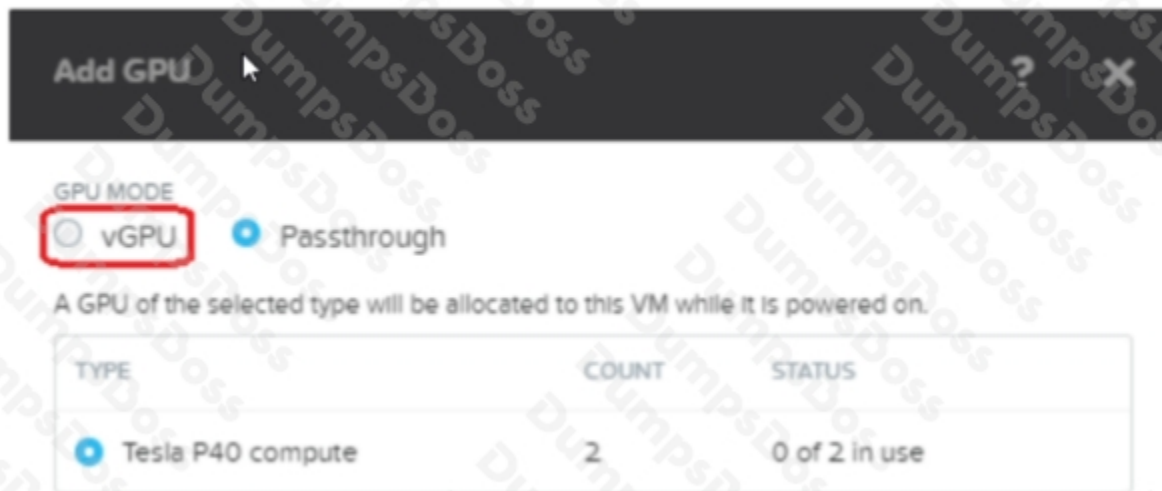 Add GPU ? X
GPU MODE
vGPU Passthrough
A GPU of the selected type will be allocated to this VM while it is powered on.
TYPE COUNT STATUS
Tesla P40 compute 2 0 of 2 in use
DumpsDoss